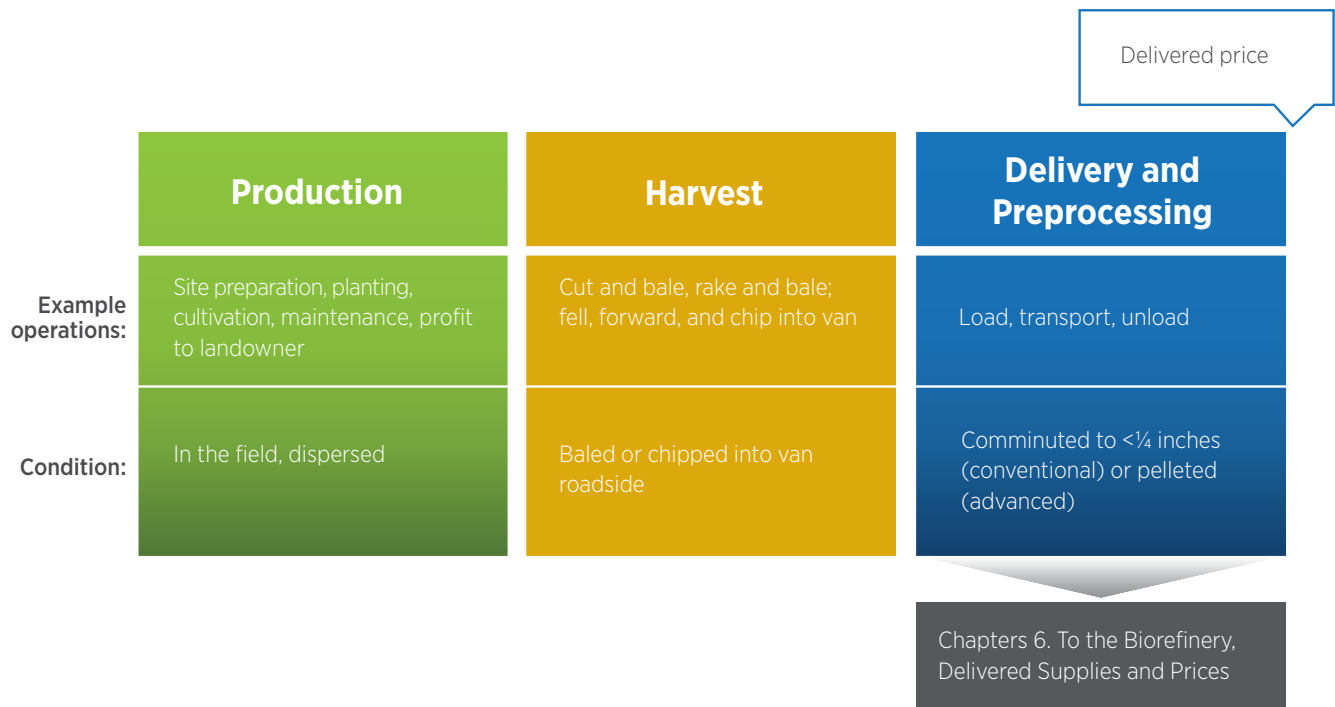 Delivered price
Production
Harvest
Delivery and
Preprocessing
Example
operations:
Site preparation, planting,
cultivation, maintenance, profit
to landowner
Cut and bale, rake and bale;
fell, forward, and chip into van
Load, transport, unload
Condition:
In the field, dispersed
Baled or chipped into van
roadside
Comminuted to <¼ inches
(conventional) or pelleted
(advanced)
Chapters 6. To the Biorefinery,
Delivered Supplies and Prices